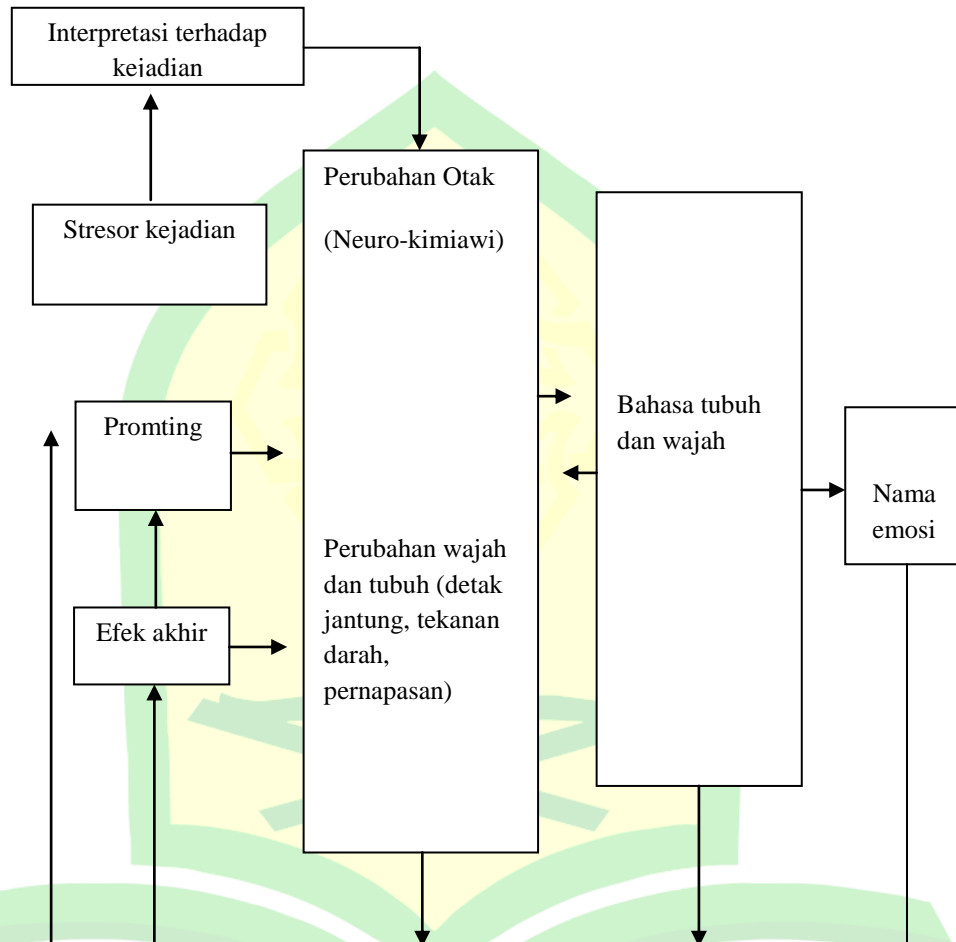 Interpretasi terhadap
kejadian
Stresor kejadian
Perubahan Otak
(Neuro-kimiawi)
Promting
Efek akhir
Perubahan wajah
dan tubuh (detak
jantung, tekanan
darah,
pernapasan)
Bahasa tubuh
dan wajah
Nama
emosi